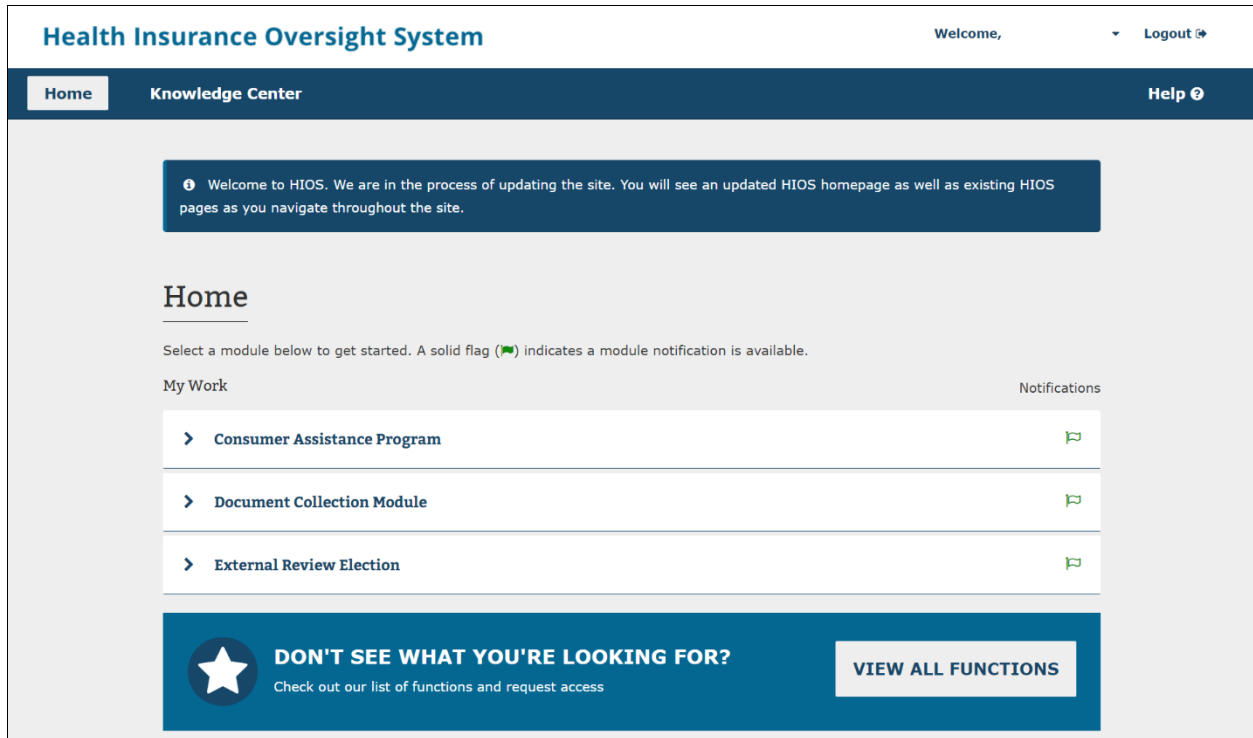 Health Insurance Oversight System
Welcome,
Logout
Home
Knowledge Center
Help
Welcome to HIOS. We are in the process of updating the site. You will see an updated HIOS homepage as well as existing HIOS
pages as you navigate throughout the site.
Home
Select a module below to get started. A solid flag ( ) indicates a module notification is available.
My Work
Notifications
Consumer Assistance Program
Document Collection Module
External Review Election
DON'T SEE WHAT YOU'RE LOOKING FOR?
Check out our list of functions and request access
VIEW ALL FUNCTIONS